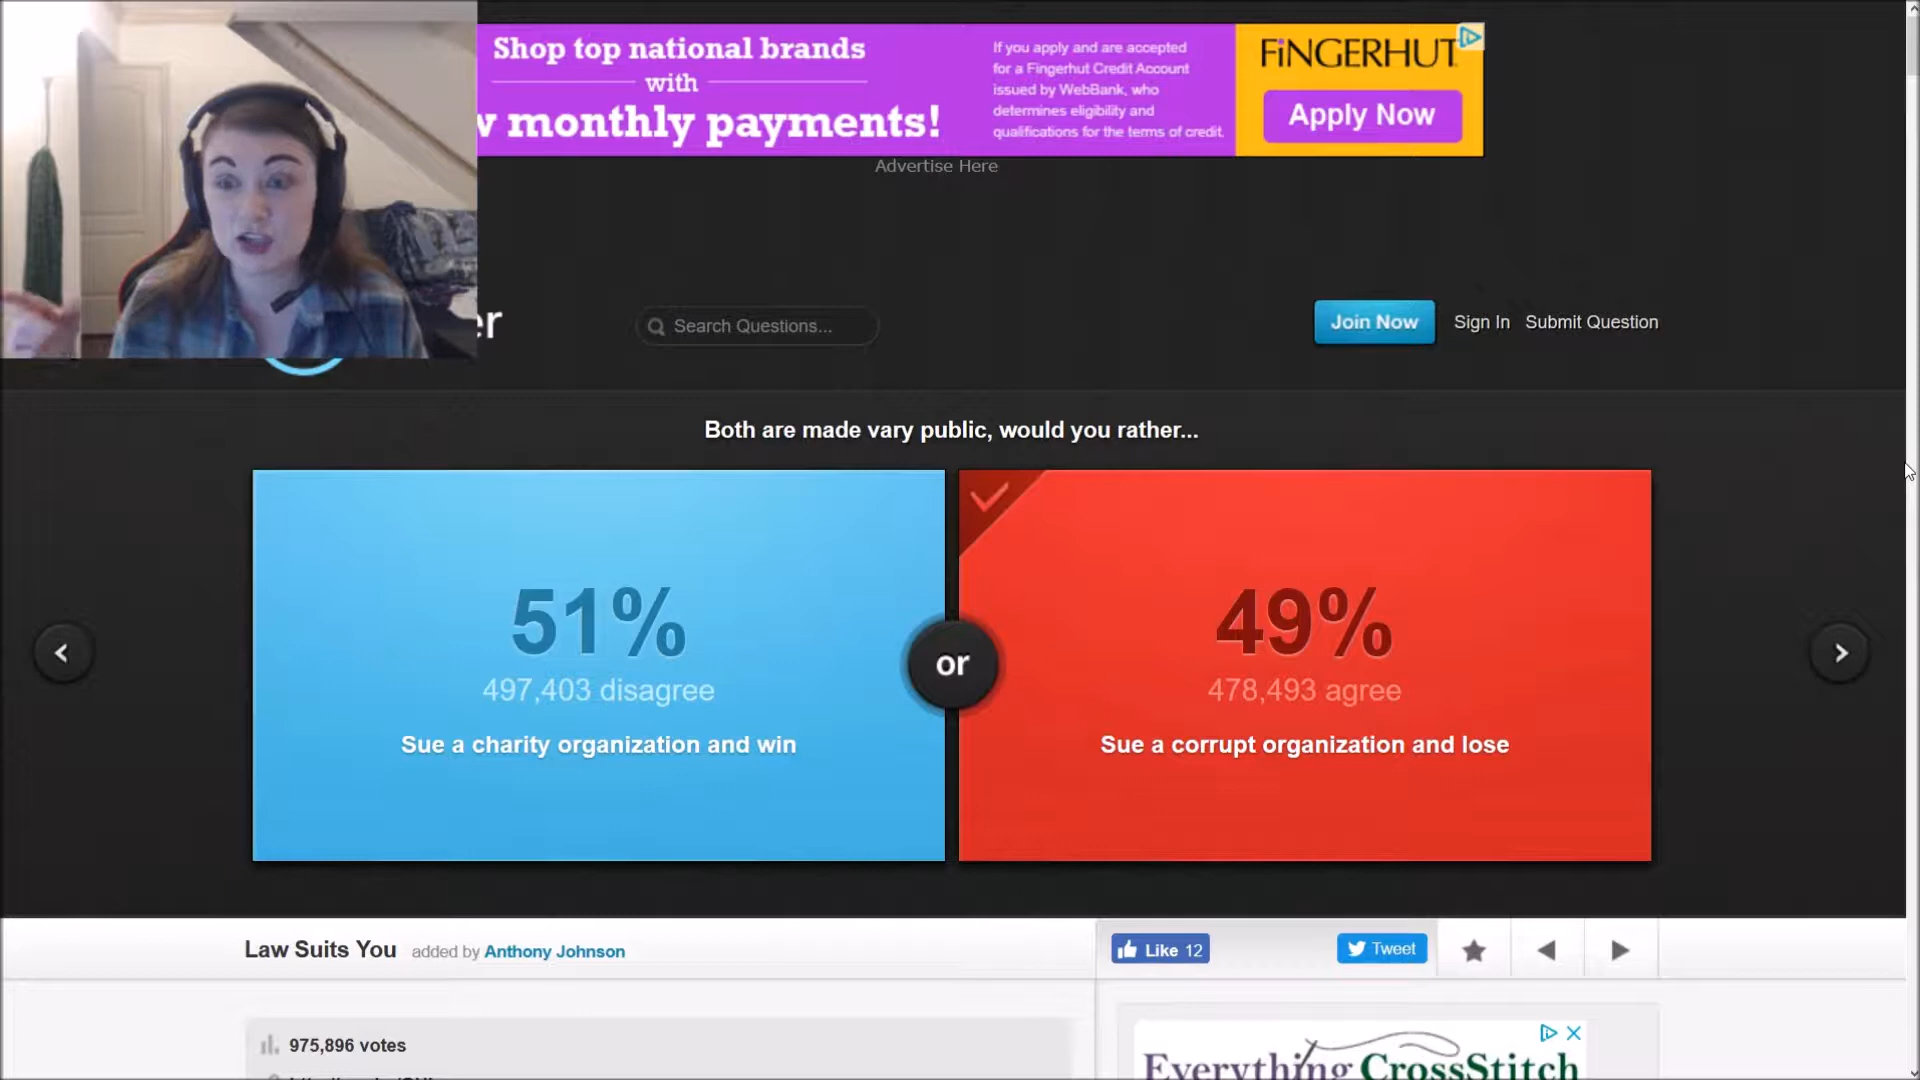 Shop top national brands
with
monthly payments!
If you apply and are accepted
for a Fingerhut Credit Account
issued by WebBank, who
determines eligibility and
qualifications for the terms of credit.
FINGERHUT
Apply Now
Advertise Here
er
Search Questions...
Join Now
Sign In
Submit Question
Both are made vary public, would you rather...
51%
497,403 disagree
Sue a charity organization and win
or
49%
478,493 agree
Sue a corrupt organization and lose
Law Suits You added by Anthony Johnson
Like 12
Tweet
975,896 votes
Everything CrossStitch